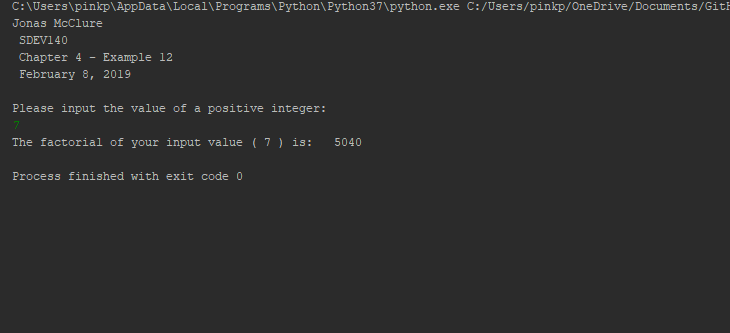 C:\Users\pinkp\AppData\Local\Programs\Python\Python37\python.exe C:/Users/pinkp/OneDrive/Documents/GitH
Jonas McClure
SDEV140
Chapter 4 - Example 12
February 8, 2019
Please input the value of a positive integer:
7
The factorial of your input value ( 7 ) is:   5040
Process finished with exit code 0